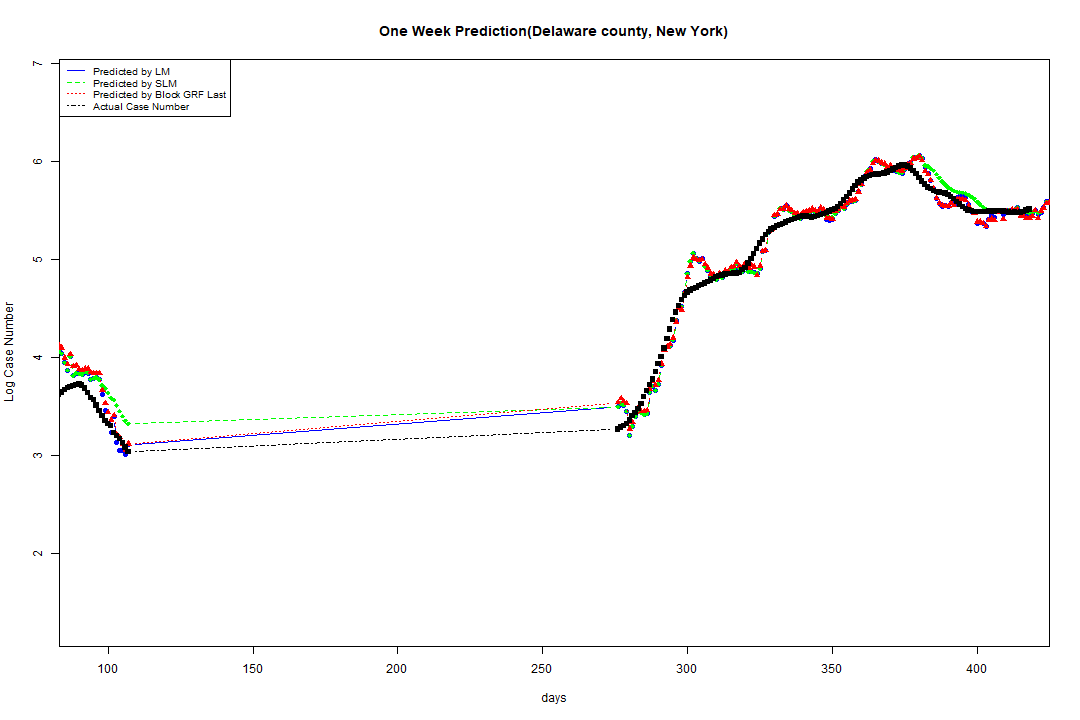 One Week Prediction(Delaware county, New York)
Predicted by LM
Predicted by SLM
Predicted by Block GRF Last
Actual Case Number
7
6
5
4
3
2
Log Case Number
100 150 200 250 300 350 400
days